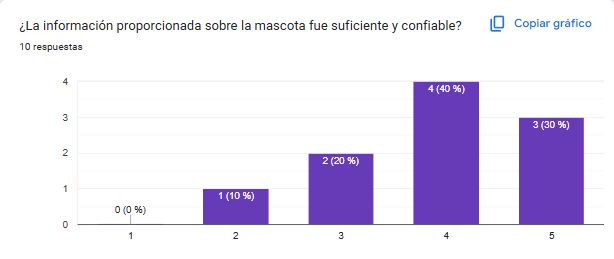 ¿La información proporcionada sobre la mascota fue suficiente y confiable?
Copiar gráfico
10 respuestas
4
3
2
1
0
0 (0 %)
1 (10 %)
2 (20 %)
4 (40 %)
3 (30 %)
1
2
3
4
5